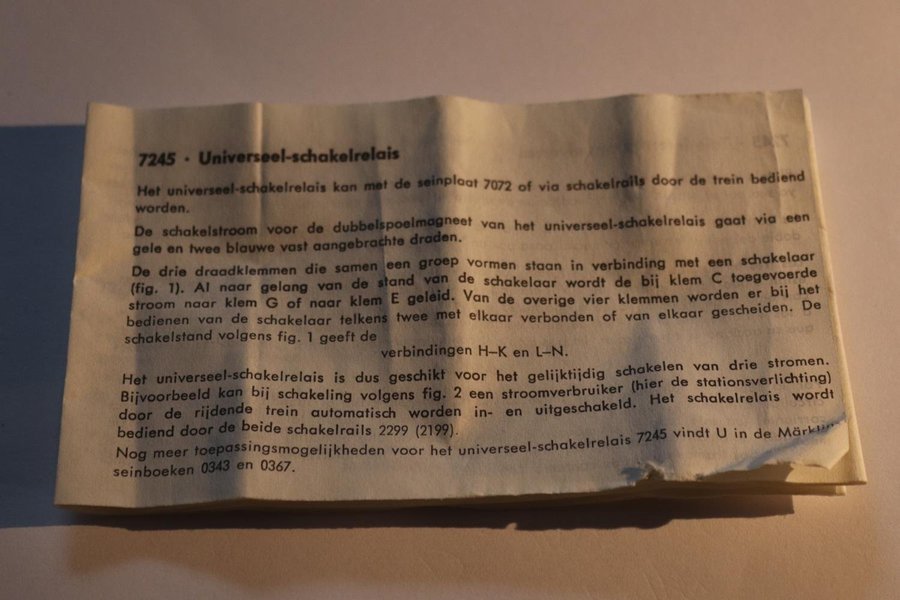 7245 · Universeel-schakelrelais
Het universeel-schakelrelais kan met de seinplaat 7072 of via schakelrails door de trein bediend
worden.
De schakelstroom voor de dubbelspoelmagneet van het universeel-schakelrelais gaat via een
gele en twee blauwe vast aangebrachte draden.
De drie draadklemmen die samen een groep vormen staan in verbinding met een schakelaar
(fig. 1). Al naar gelang van de stand van de schakelaar wordt de bij klem C toegevoerde
stroom naar klem G of naar klem E geleid. Van de overige vier klemmen worden er bij het
bedienen van de schakelaar telkens twee met elkaar verbonden of van elkaar gescheiden. De
schakelstand volgens fig. 1 geeft de
verbindingen H–K en L–N.
Het universeel-schakelrelais is dus geschikt voor het gelijktijdig schakelen van drie stromen.
Bijvoorbeeld kan bij schakeling volgens fig. 2 een stroomverbruiker (hier de stationsverlichting)
door de rijdende trein automatisch worden in- en uitgeschakeld. Het schakelrelais wordt
bediend door de beide schakelrails 2299 (2199).
Nog meer toepassingsmogelijkheden voor het universeel-schakelrelais 7245 vindt U in de Märklin
seinboeken 0343 en 0367.